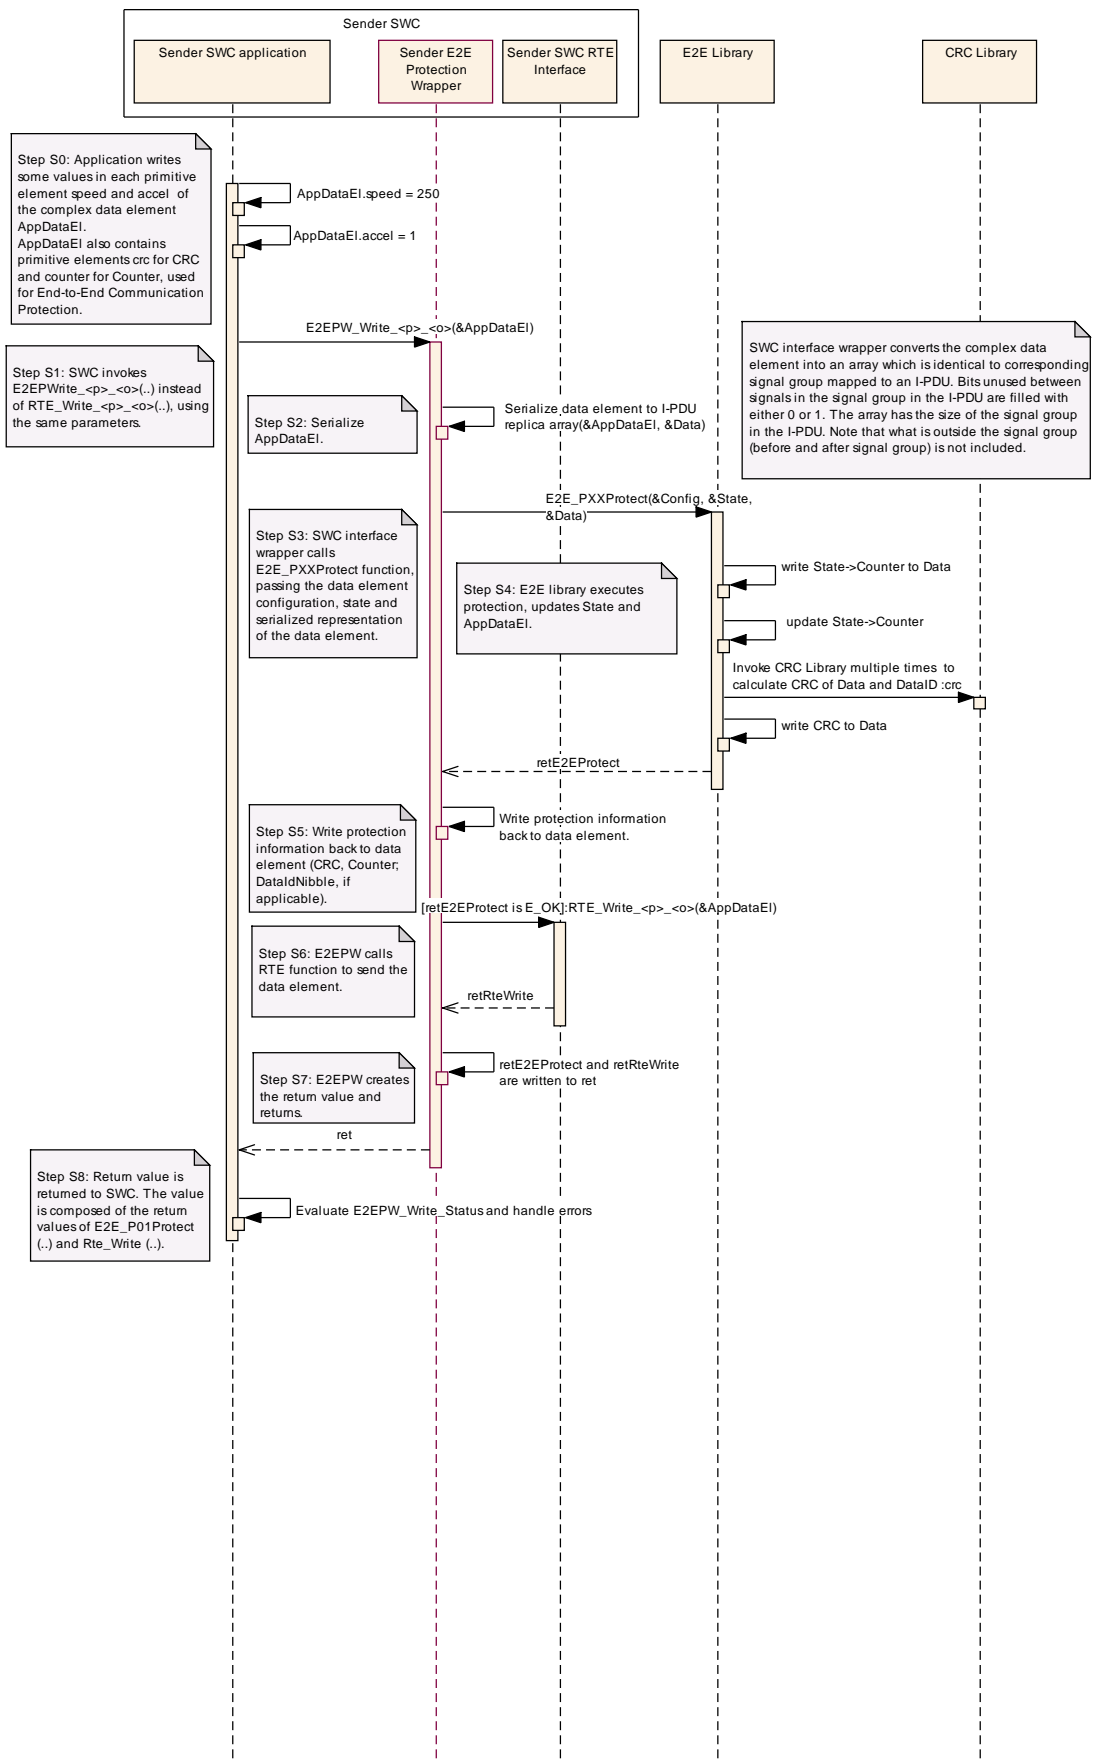 Sender SWC
Sender SWC application
Sender E2E
Protection
Wrapper
Sender SWC RTE
Interface
E2E Library
CRC Library
Step S0: Application writes
some values in each primitive
element speed and accel of
the complex data element
AppDataEl.
AppDataEl also contains
primitive elements crc for CRC
and counter for Counter, used
for End-to-End Communication
Protection.
AppDataEl.speed = 250
AppDataEl.accel = 1
E2EPW_Write_<p>_<o>(&AppDataEl)
Step S1: SWC invokes
E2EPWrite_<p>_<o>(..) instead
of RTE_Write_<p>_<o>(..), using
the same parameters.
SWC interface wrapper converts the complex data
element into an array which is identical to corresponding
signal group mapped to an I-PDU. Bits unused between
signals in the signal group in the I-PDU are filled with
either 0 or 1. The array has the size of the signal group
in the I-PDU. Note that what is outside the signal group
(before and after signal group) is not included.
Step S2: Serialize
AppDataEl.
Serialize data element to I-PDU
replica array(&AppDataEl, &Data)
E2E_PXXProtect(&Config, &State,
&Data)
Step S3: SWC interface
wrapper calls
E2E_PXXProtect function,
passing the data element
configuration, state and
serialized representation
of the data element.
Step S4: E2E library executes
protection, updates State and
AppDataEl.
write State->Counter to Data
update State->Counter
Invoke CRC Library multiple times to
calculate CRC of Data and DataID :crc
write CRC to Data
retE2EProtect
Step S5: Write protection
information back to data
element (CRC, Counter;
DataIdNibble, if
applicable).
Write protection information
back to data element.
[retE2EProtect is E_OK]:RTE_Write_<p>_<o>(&AppDataEl)
Step S6: E2EPW calls
RTE function to send the
data element.
retRteWrite
Step S7: E2EPW creates
the return value and
returns.
retE2EProtect and retRteWrite
are written to ret
ret
Step S8: Return value is
returned to SWC. The value
is composed of the return
values of E2E_P01Protect
(..) and Rte_Write (..).
Evaluate E2EPW_Write_Status and handle errors